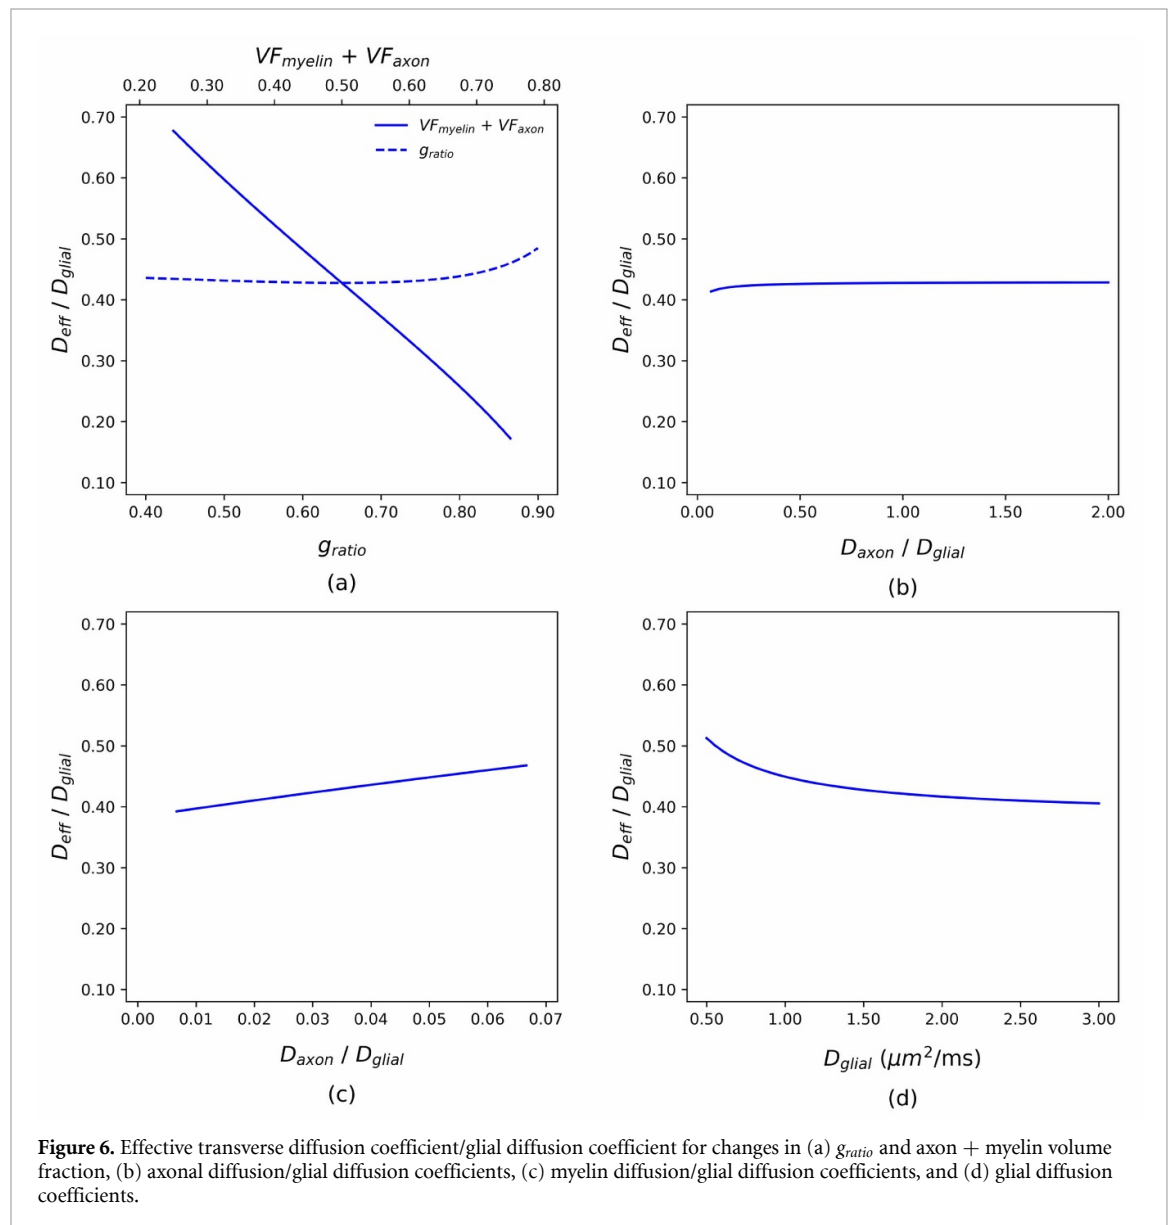 VF_myelin + VF_axon
0.20 0.30 0.40 0.50 0.60 0.70 0.80
0.70
0.60
0.50
0.40
0.30
0.20
0.10
D_eff / D_glial
VF_myelin + VF_axon
g_ratio
0.40 0.50 0.60 0.70 0.80 0.90
g_ratio
(a)
0.70
0.60
0.50
0.40
0.30
0.20
0.10
D_eff / D_glial
0.00 0.50 1.00 1.50 2.00
D_axon / D_glial
(b)
0.70
0.60
0.50
0.40
0.30
0.20
0.10
D_eff / D_glial
0.00 0.01 0.02 0.03 0.04 0.05 0.06 0.07
D_axon / D_glial
(c)
0.70
0.60
0.50
0.40
0.30
0.20
0.10
D_eff / D_glial
0.50 1.00 1.50 2.00 2.50 3.00
D_glial (μm²/ms)
(d)
Figure 6. Effective transverse diffusion coefficient/glial diffusion coefficient for changes in (a) g_ratio and axon + myelin volume
fraction, (b) axonal diffusion/glial diffusion coefficients, (c) myelin diffusion/glial diffusion coefficients, and (d) glial diffusion
coefficients.